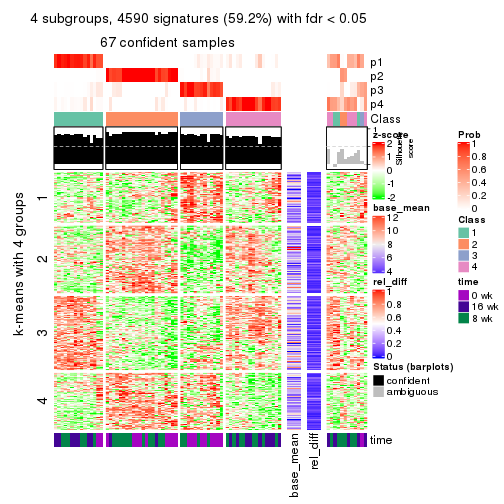 4 subgroups, 4590 signatures (59.2%) with fdr < 0.05
67 confident samples
p1
p2
p3
p4
Class
1
Silhouette score
k-means with 4 groups
1
2
3
4
time
base_mean
rel_diff
z-score
2
1
0
-1
-2
base_mean
12
10
8
6
4
rel_diff
1
0.8
0.6
0.4
0.2
0
Status (barplots)
confident
ambiguous
Prob
1
0.8
0.6
0.4
0.2
0
Class
1
2
3
4
time
0 wk
16 wk
8 wk